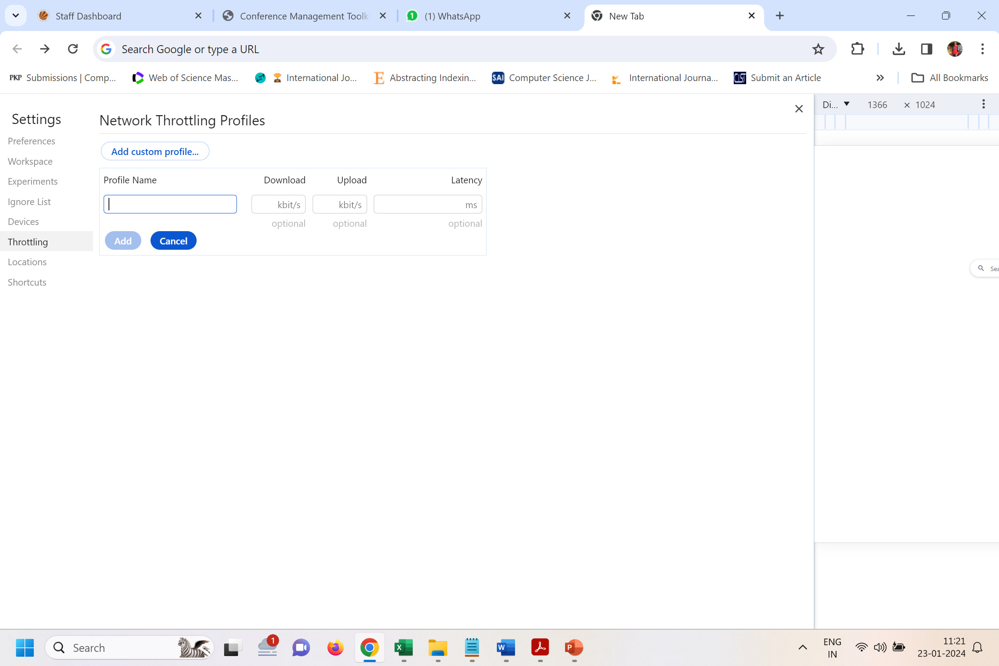 Staff Dashboard
Conference Management Toolk
1 (1) WhatsApp
New Tab
Search Google or type a URL
PKP Submissions | Comp...
Web of Science Mas...
International Jo...
E Abstracting Indexin...
SAI Computer Science J...
International Journa...
Submit an Article
All Bookmarks
Settings
Preferences
Workspace
Experiments
Ignore List
Devices
Throttling
Locations
Shortcuts
Network Throttling Profiles
Add custom profile...
Profile Name Download Upload Latency
kbit/s kbit/s ms
optional optional optional
Add Cancel
Di... 1366 × 1024
Sea
Search
1
X
W
P
ENG
IN
11:21
23-01-2024